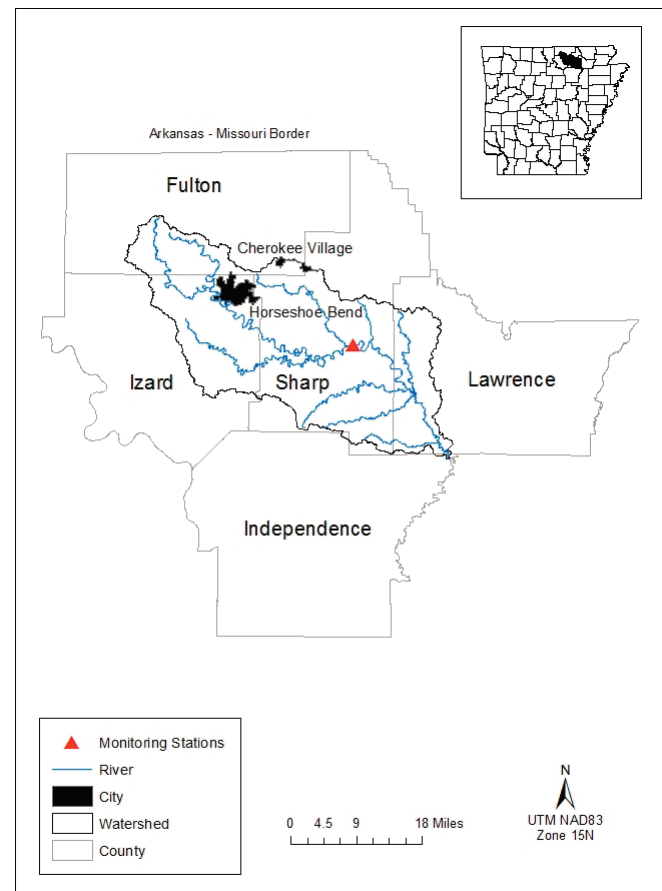 Arkansas - Missouri Border
Fulton
Cherokee Village
Horseshoe Bend
Izard
Sharp
Lawrence
Independence
Monitoring Stations
River
City
Watershed
County
0 4.5 9 18 Miles
N
UTM NAD83
Zone 15N